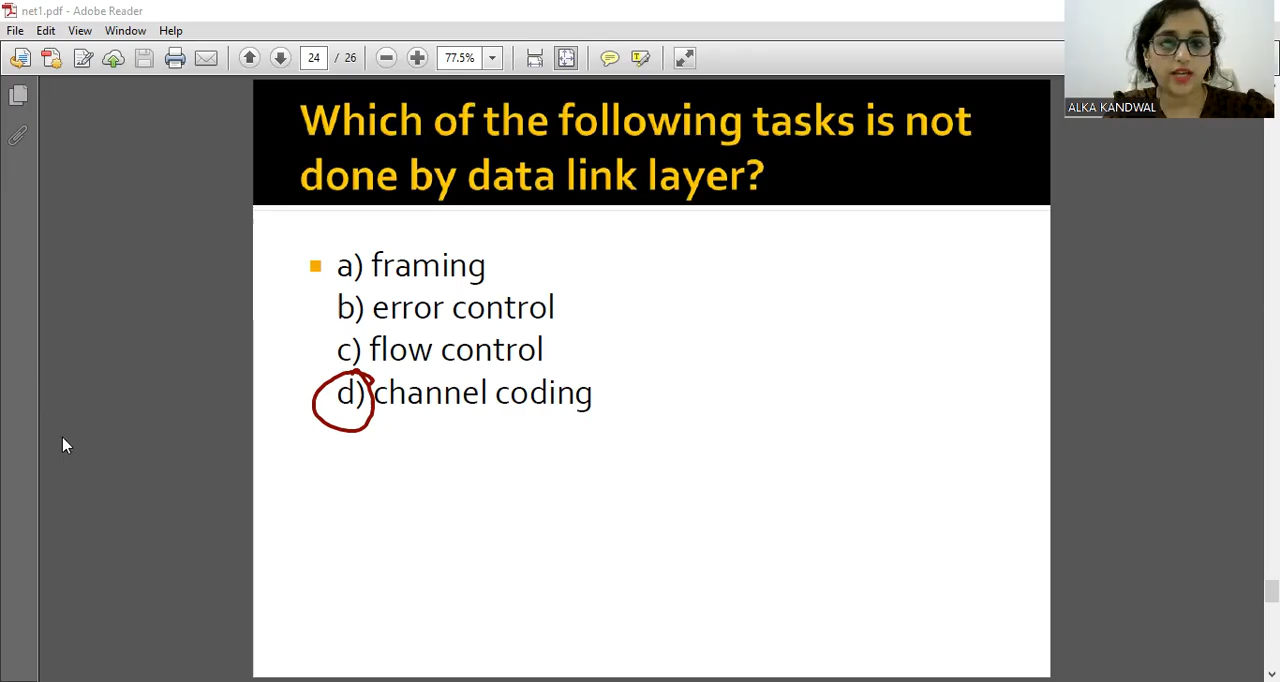 net1.pdf - Adobe Reader
File Edit View Window Help
24 / 26 77.5%
ALKA KANDWAL
Which of the following tasks is not
done by data link layer?
a) framing
b) error control
c) flow control
d) channel coding